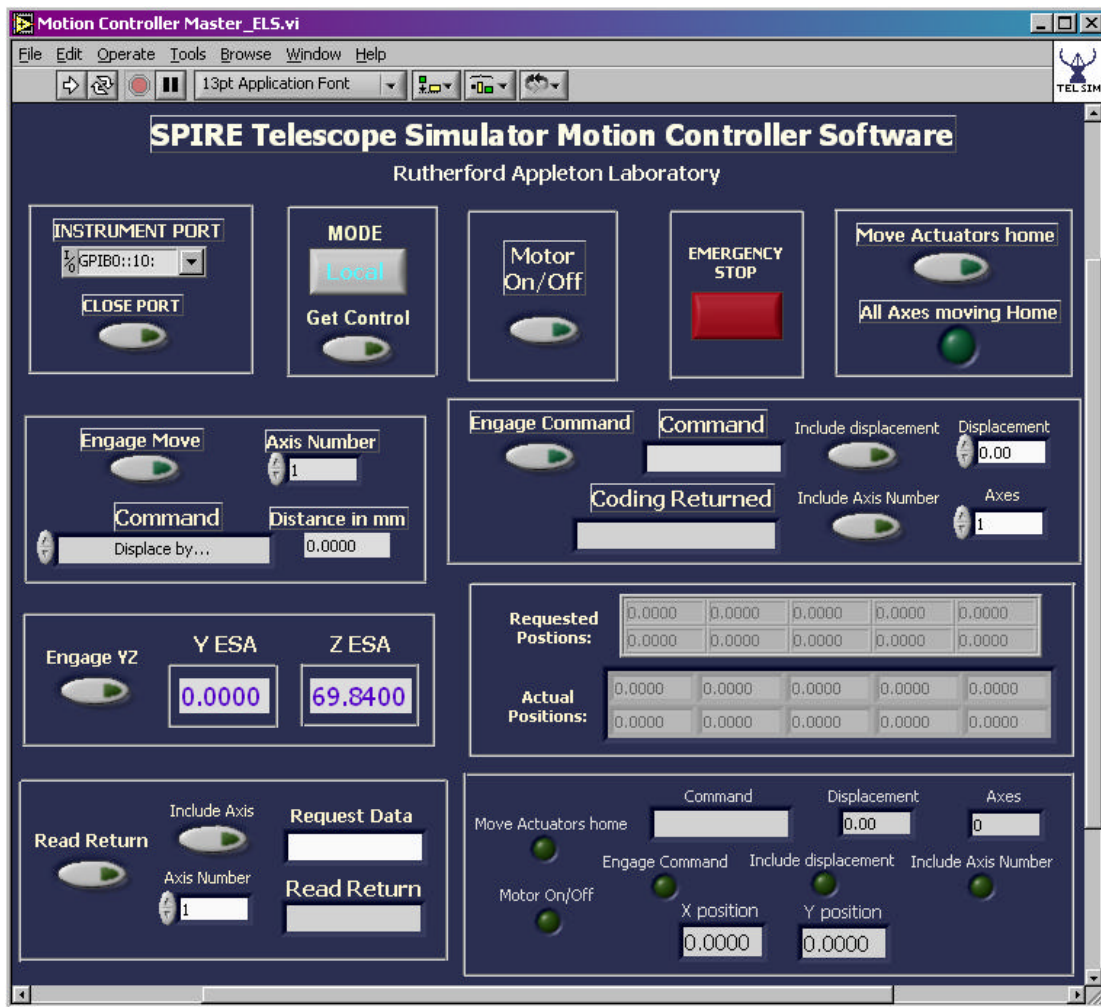 Motion Controller Master_ELS.vi
File Edit Operate Tools Browse Window Help
13pt Application Font
TEL SIM
SPIRE Telescope Simulator Motion Controller Software
Rutherford Appleton Laboratory
INSTRUMENT PORT
I/O GPIB0::10:
CLOSE PORT
MODE
Local
Get Control
Motor
On/Off
EMERGENCY
STOP
Move Actuators home
All Axes moving Home
Engage Move
Axis Number
1
Command
Distance in mm
Displace by...
0.0000
Engage Command
Command
Include displacement
Displacement
0.00
Coding Returned
Include Axis Number
Axes
1
Engage YZ
Y ESA
Z ESA
0.0000
69.8400
Requested
Postions:
0.0000 0.0000 0.0000 0.0000 0.0000
0.0000 0.0000 0.0000 0.0000 0.0000
Actual
Positions:
0.0000 0.0000 0.0000 0.0000 0.0000
0.0000 0.0000 0.0000 0.0000 0.0000
Read Return
Include Axis
Request Data
Axis Number
1
Read Return
Move Actuators home
Command
Displacement
0.00
Axes
0
Engage Command
Include displacement
Include Axis Number
Motor On/Off
X position
Y position
0.0000
0.0000